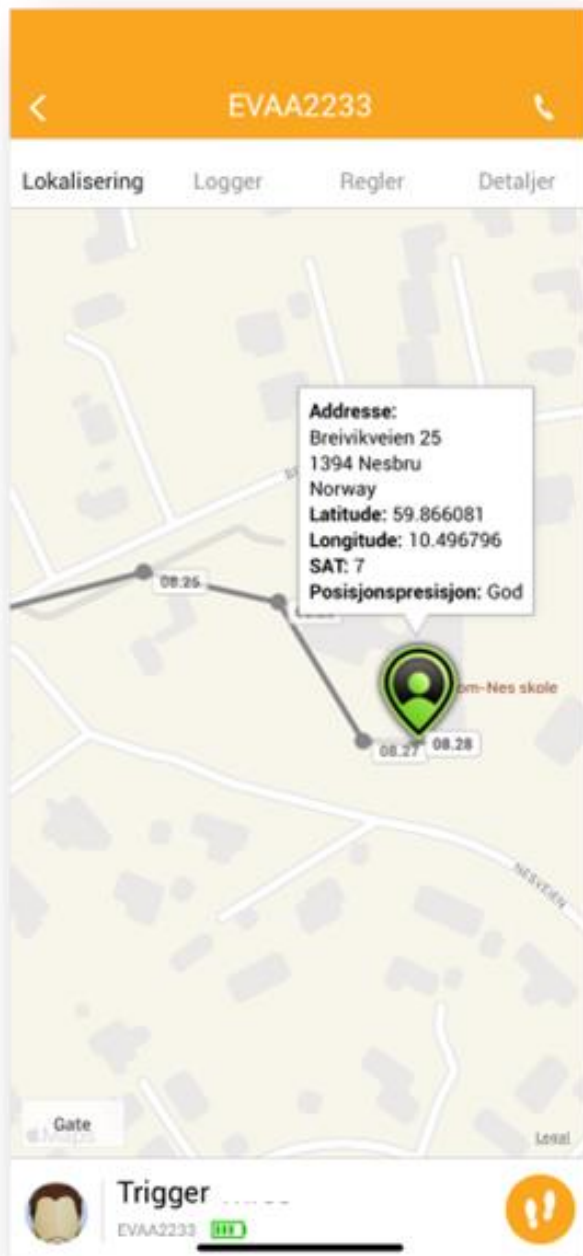 EVAA2233
Lokalisering Logger Regler Detaljer
Addresse:
Breivikveien 25
1394 Nesbru
Norway
Latitude: 59.866081
Longitude: 10.496796
SAT: 7
Posisjonspresisjon: God
08.26
om-Nes skole
08.27 08.28
NESVEIEN
Gate
Maps
Legal
Trigger
EVAA2233